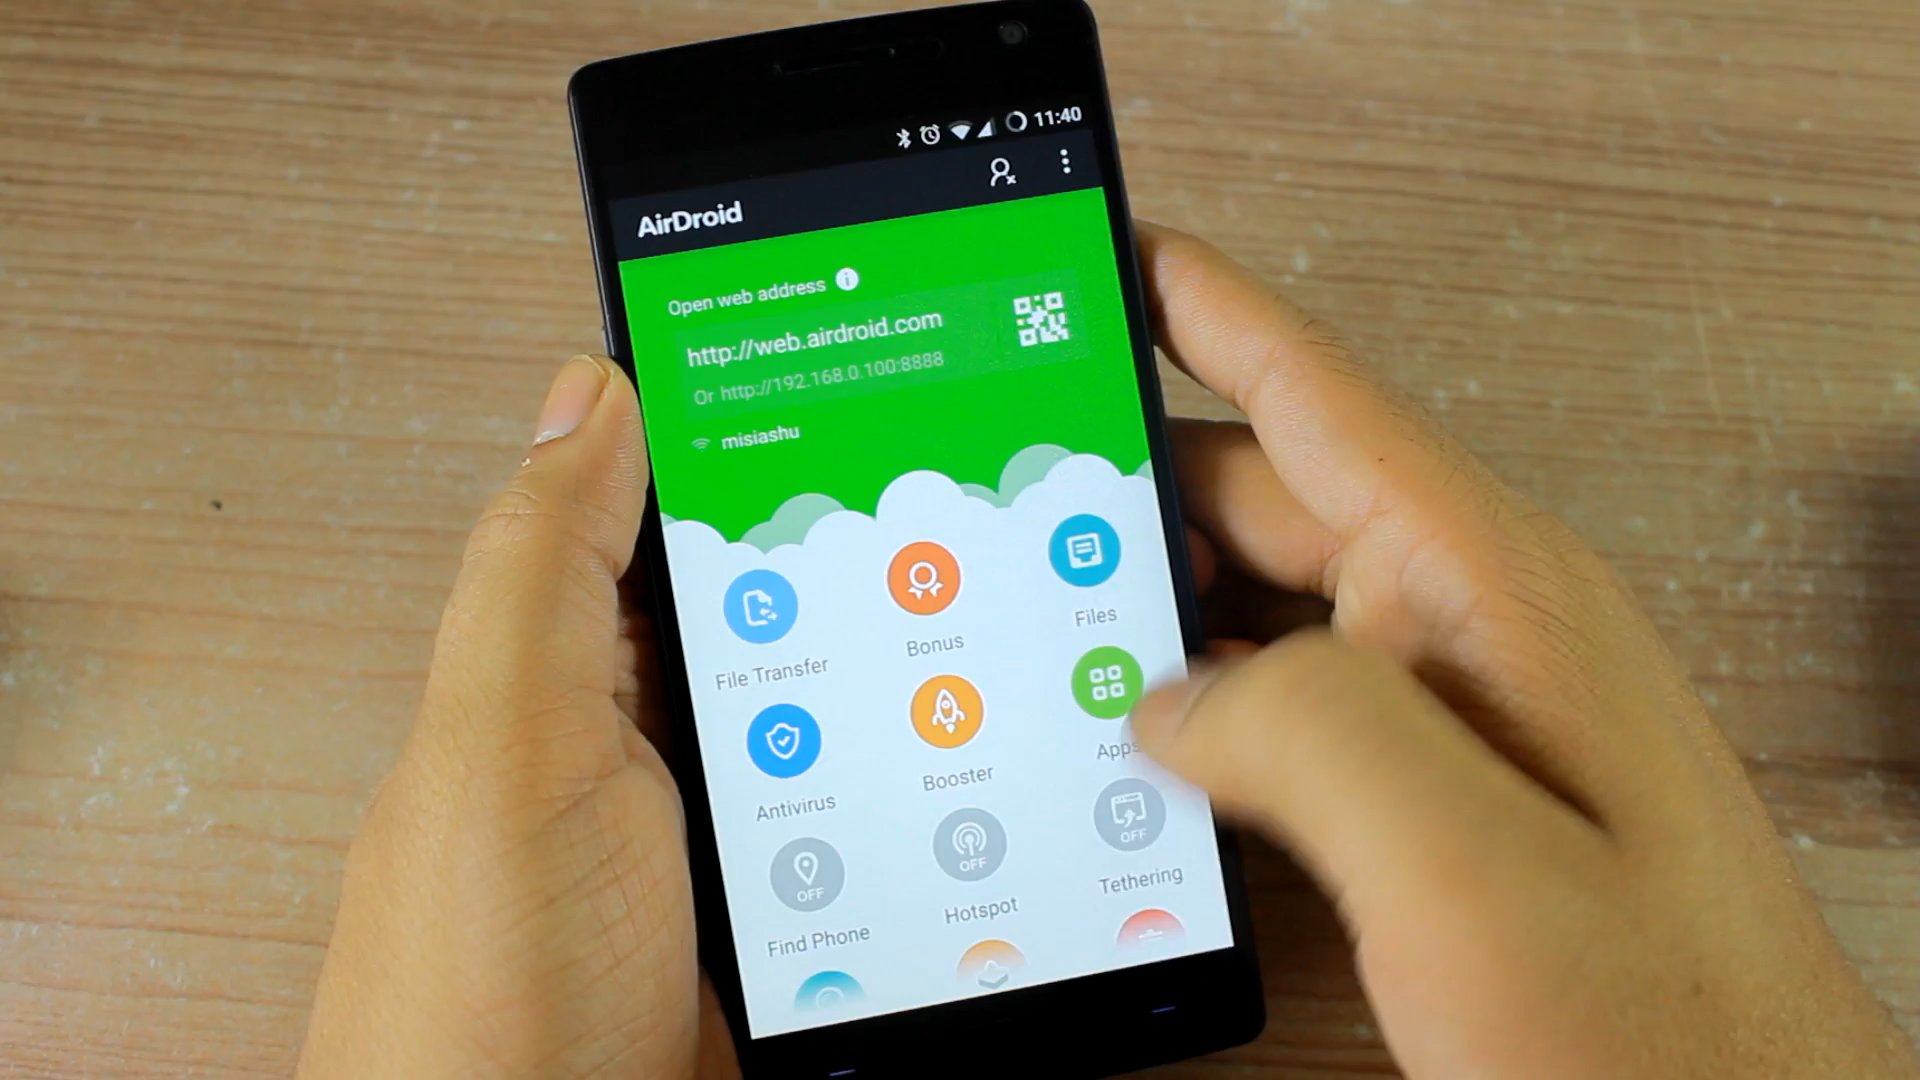 11:40
AirDroid
Open web address
http://web.airdroid.com
Or http://192.168.0.100:8888
misiashu
File Transfer
Bonus
Files
Antivirus
Booster
Apps
OFF
OFF
OFF
Find Phone
Hotspot
Tethering